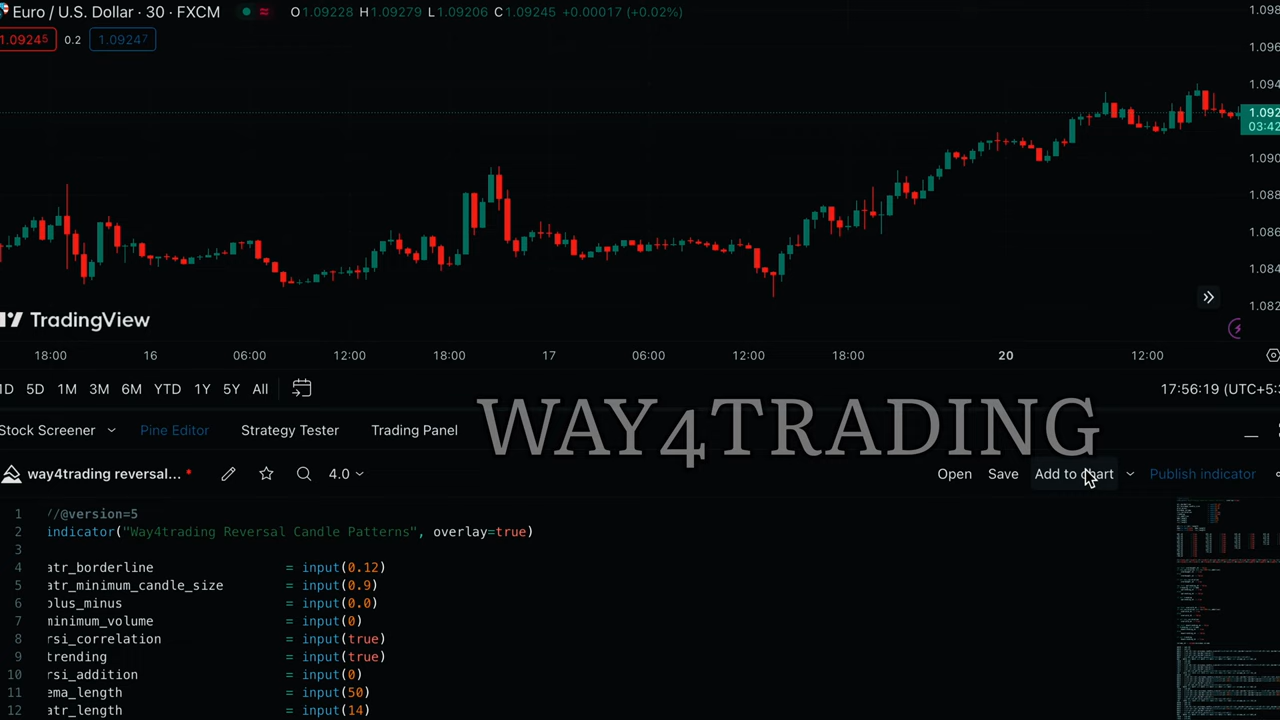 Euro / U.S. Dollar · 30 · FXCM O1.09228 H1.09279 L1.09206 C1.09245 +0.00017 (+0.02%)
1.09245 0.2 1.09247
1.098
1.096
1.094
1.092
03:42
1.090
1.088
1.086
1.084
1.082
TradingView
18:00 16 06:00 12:00 18:00 17 06:00 12:00 18:00 20 12:00
1D 5D 1M 3M 6M YTD 1Y 5Y All 17:56:19 (UTC+5:
WAY4TRADING
Stock Screener Pine Editor Strategy Tester Trading Panel
way4trading reversal... * 4.0 Open Save Add to chart Publish indicator
1 //@version=5
2 indicator("Way4trading Reversal Candle Patterns", overlay=true)
3
4 atr_borderline = input(0.12)
5 atr_minimum_candle_size = input(0.9)
6 plus_minus = input(0.0)
7 minimum_volume = input(0)
8 rsi_correlation = input(true)
9 trending = input(true)
10 rsi_addition = input(0)
11 ema_length = input(50)
12 atr_length = input(14)